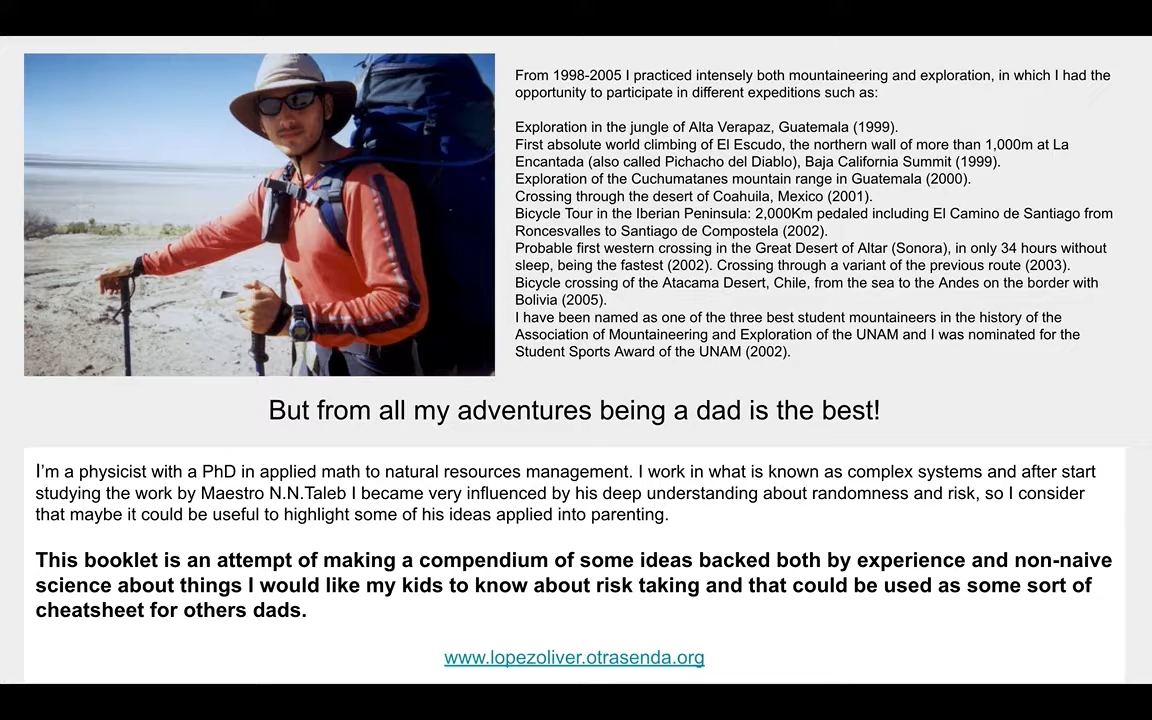 From 1998-2005 I practiced intensely both mountaineering and exploration, in which I had the
opportunity to participate in different expeditions such as:
Exploration in the jungle of Alta Verapaz, Guatemala (1999).
First absolute world climbing of El Escudo, the northern wall of more than 1,000m at La
Encantada (also called Pichacho del Diablo), Baja California Summit (1999).
Exploration of the Cuchumatanes mountain range in Guatemala (2000).
Crossing through the desert of Coahuila, Mexico (2001).
Bicycle Tour in the Iberian Peninsula: 2,000Km pedaled including El Camino de Santiago from
Roncesvalles to Santiago de Compostela (2002).
Probable first western crossing in the Great Desert of Altar (Sonora), in only 34 hours without
sleep, being the fastest (2002). Crossing through a variant of the previous route (2003).
Bicycle crossing of the Atacama Desert, Chile, from the sea to the Andes on the border with
Bolivia (2005).
I have been named as one of the three best student mountaineers in the history of the
Association of Mountaineering and Exploration of the UNAM and I was nominated for the
Student Sports Award of the UNAM (2002).
But from all my adventures being a dad is the best!
I'm a physicist with a PhD in applied math to natural resources management. I work in what is known as complex systems and after start
studying the work by Maestro N.N.Taleb I became very influenced by his deep understanding about randomness and risk, so I consider
that maybe it could be useful to highlight some of his ideas applied into parenting.
This booklet is an attempt of making a compendium of some ideas backed both by experience and non-naive
science about things I would like my kids to know about risk taking and that could be used as some sort of
cheatsheet for others dads.
www.lopezoliver.otrasenda.org